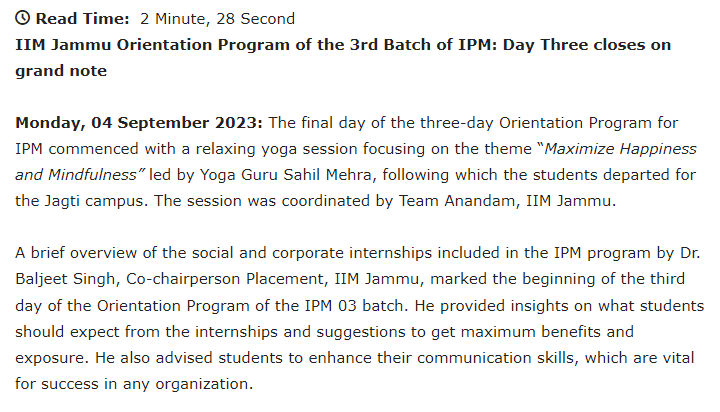 Read Time: 2 Minute, 28 Second
IIM Jammu Orientation Program of the 3rd Batch of IPM: Day Three closes on
grand note
Monday, 04 September 2023: The final day of the three-day Orientation Program for
IPM commenced with a relaxing yoga session focusing on the theme “Maximize Happiness
and Mindfulness” led by Yoga Guru Sahil Mehra, following which the students departed for
the Jagti campus. The session was coordinated by Team Anandam, IIM Jammu.
A brief overview of the social and corporate internships included in the IPM program by Dr.
Baljeet Singh, Co-chairperson Placement, IIM Jammu, marked the beginning of the third
day of the Orientation Program of the IPM 03 batch. He provided insights on what students
should expect from the internships and suggestions to get maximum benefits and
exposure. He also advised students to enhance their communication skills, which are vital
for success in any organization.